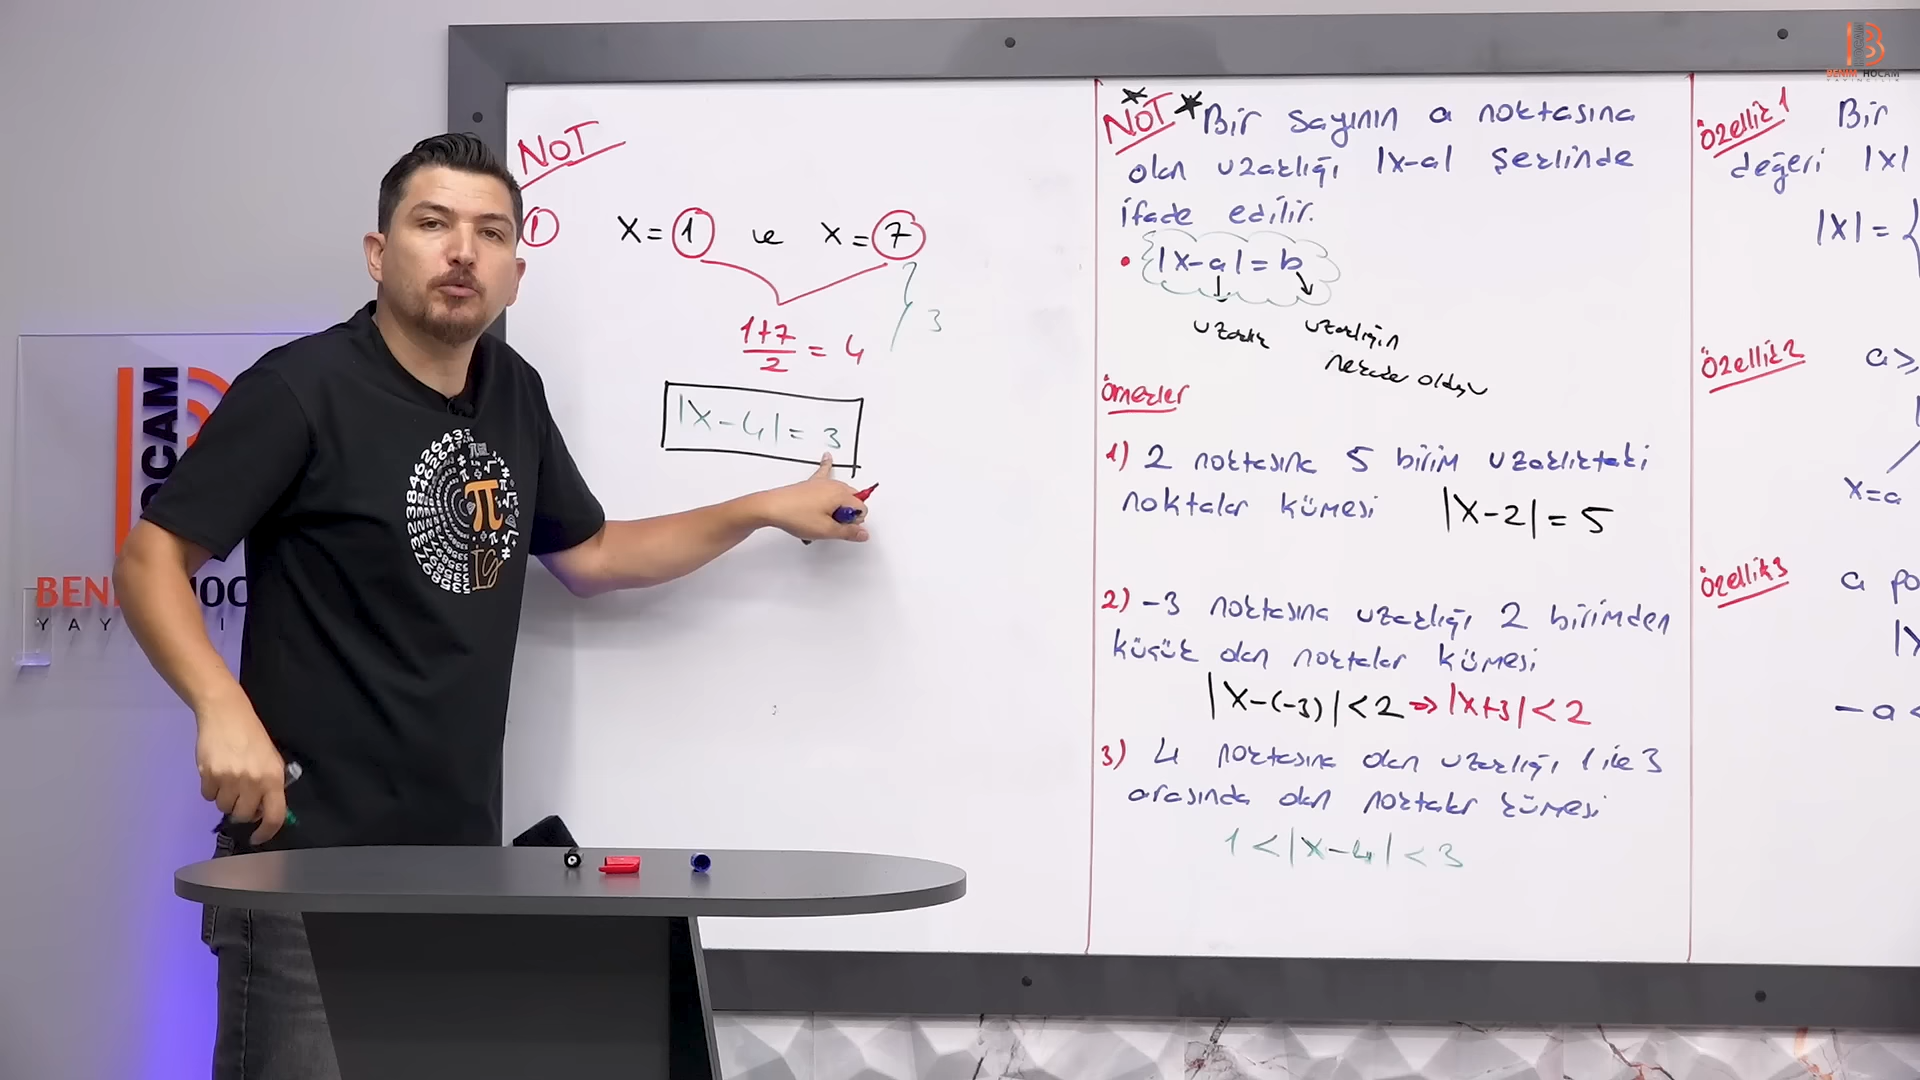 BENİM HOCAM
YAYINCILIK
NOT
1
x = 1 ve x = 7
1+7
2
= 4
3
|x-4| = 3
NOT
Bir sayının a noktasına
olan uzaklığı |x-a| şeklinde
ifade edilir.
|x-a| = b
uzaklığın
nerede olduğu
örnekler
1) 2 noktasına 5 birim uzaklıktaki
noktalar kümesi |x-2| = 5
2) -3 noktasına uzaklığı 2 birimden
küçük olan noktalar kümesi
|x-(-3)| < 2 ⇒ |x+3| < 2
3) 4 noktasına olan uzaklığı 1 ile 3
arasında olan noktalar kümesi
1 < |x-4| < 3
özellik 1 Bir
değeri |x|
|x| = {
özellik 2 a ≥
x=a
özellik 3 a po
|x
-a <
HOCAM
π